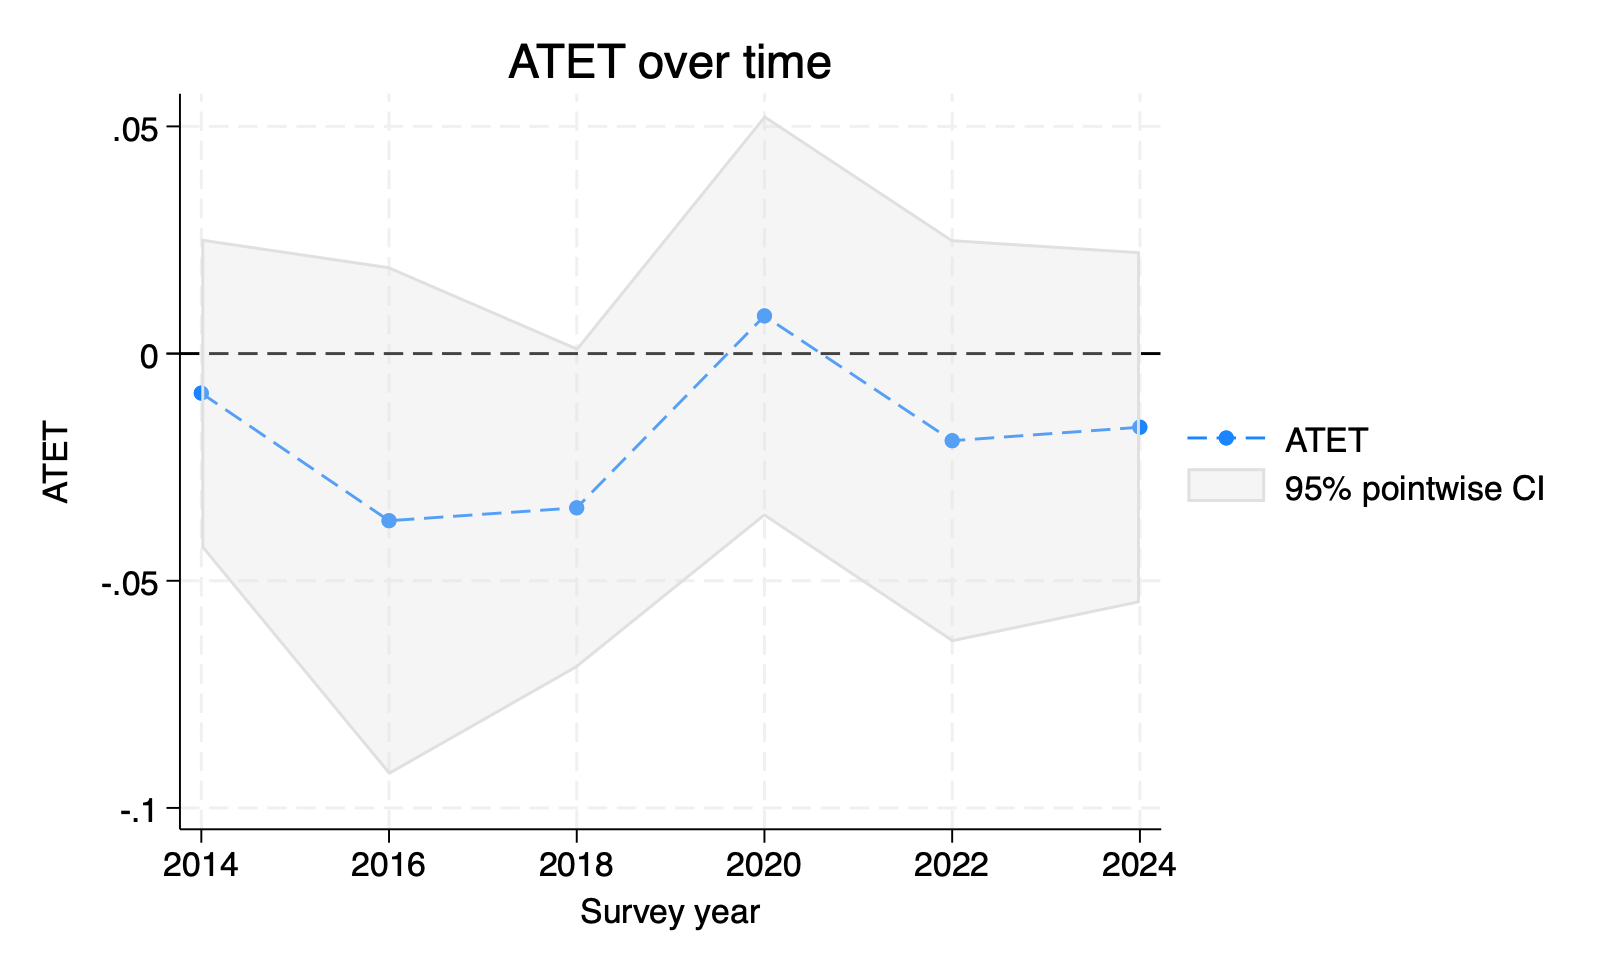 ATET over time
.05
0
-.05
-.1
ATET
2014 2016 2018 2020 2022 2024
Survey year
ATET
95% pointwise CI